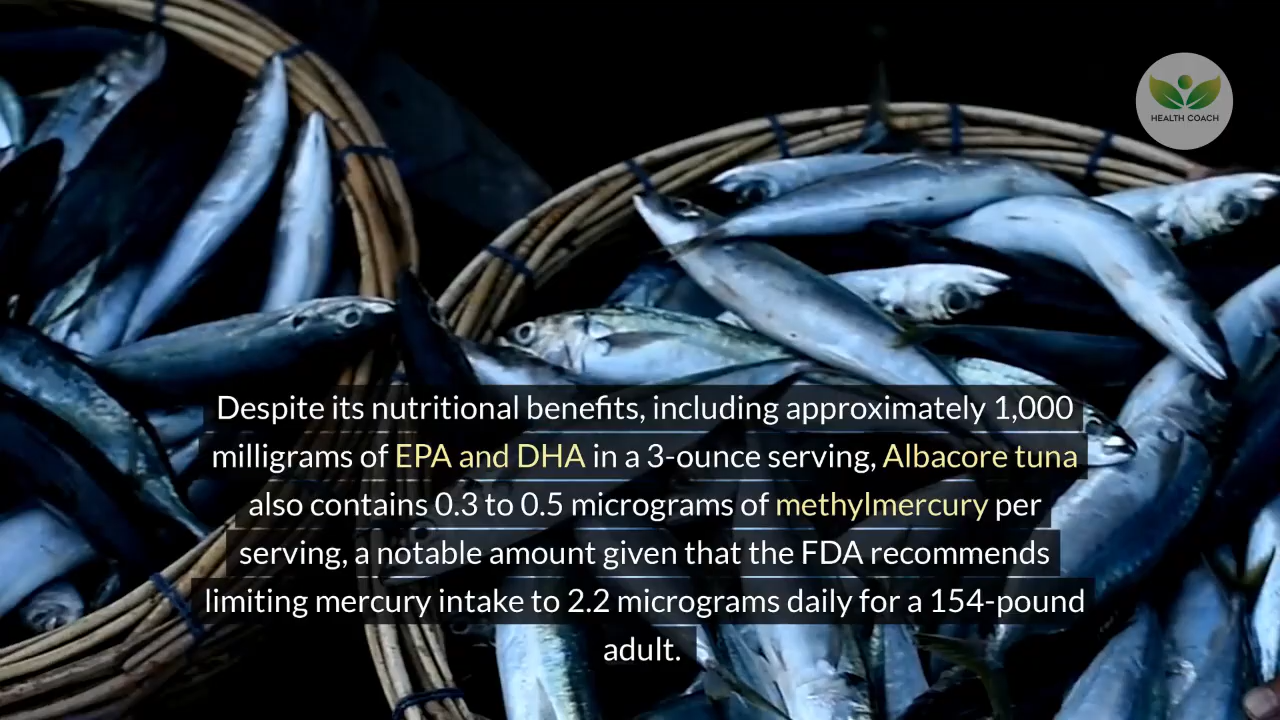 HEALTH COACH
Despite its nutritional benefits, including approximately 1,000
milligrams of EPA and DHA in a 3-ounce serving, Albacore tuna
also contains 0.3 to 0.5 micrograms of methylmercury per
serving, a notable amount given that the FDA recommends
limiting mercury intake to 2.2 micrograms daily for a 154-pound
adult.